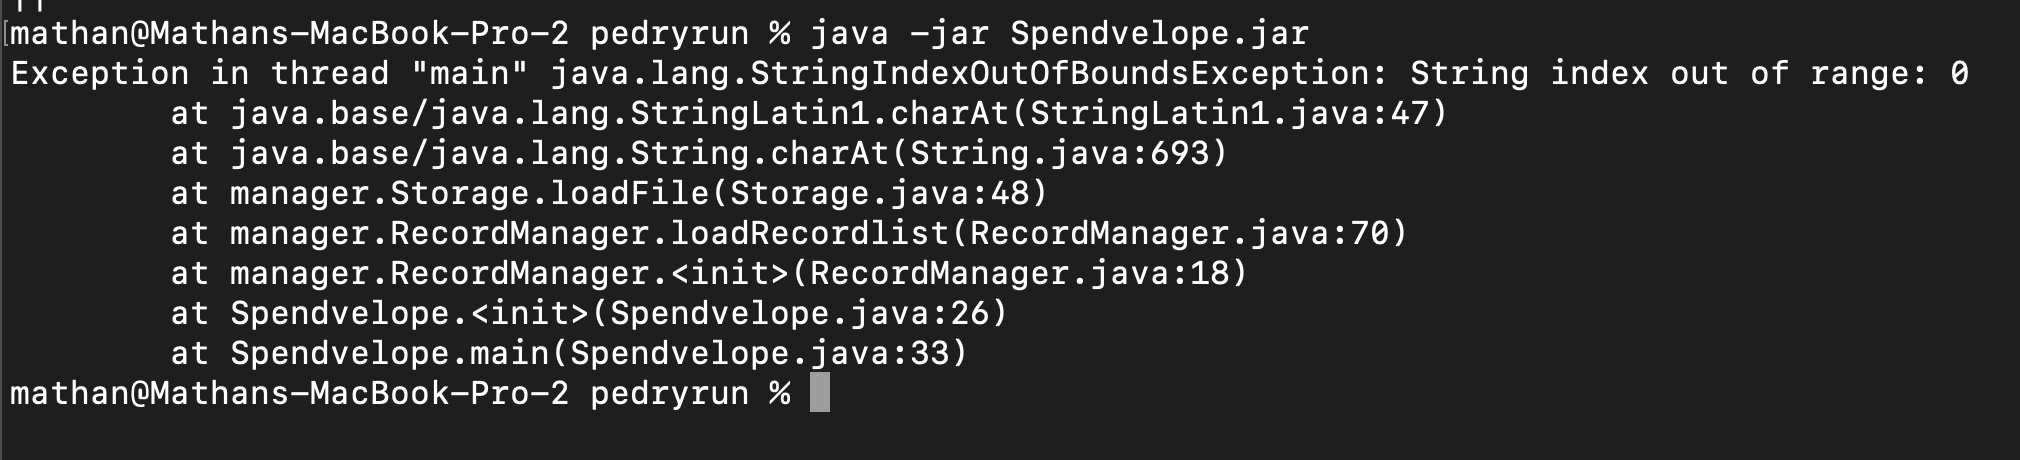 mathan@Mathans-MacBook-Pro-2 pedryrun % java -jar Spendvelope.jar
Exception in thread "main" java.lang.StringIndexOutOfBoundsException: String index out of range: 0
        at java.base/java.lang.StringLatin1.charAt(StringLatin1.java:47)
        at java.base/java.lang.String.charAt(String.java:693)
        at manager.Storage.loadFile(Storage.java:48)
        at manager.RecordManager.loadRecordlist(RecordManager.java:70)
        at manager.RecordManager.<init>(RecordManager.java:18)
        at Spendvelope.<init>(Spendvelope.java:26)
        at Spendvelope.main(Spendvelope.java:33)
mathan@Mathans-MacBook-Pro-2 pedryrun %